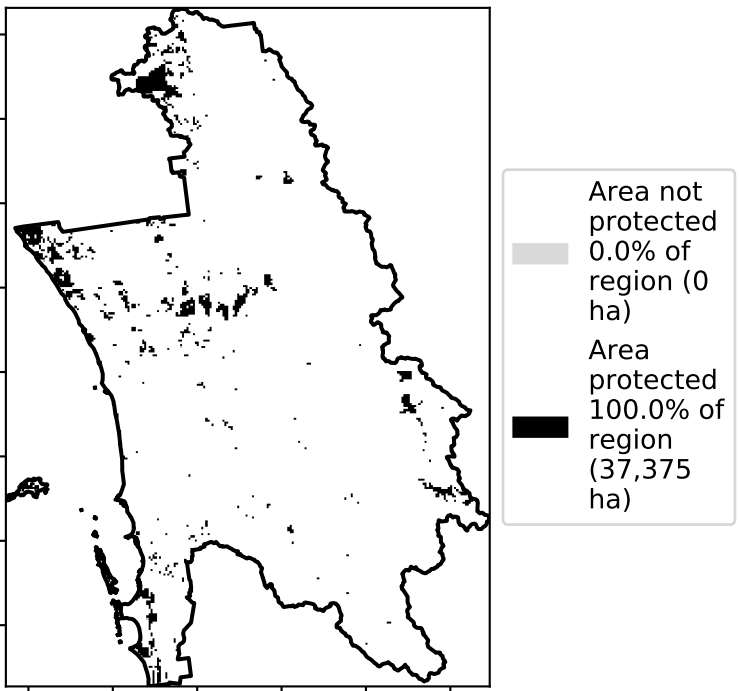 Area not
protected
0.0% of
region (0
ha)
Area
protected
100.0% of
region
(37,375
ha)